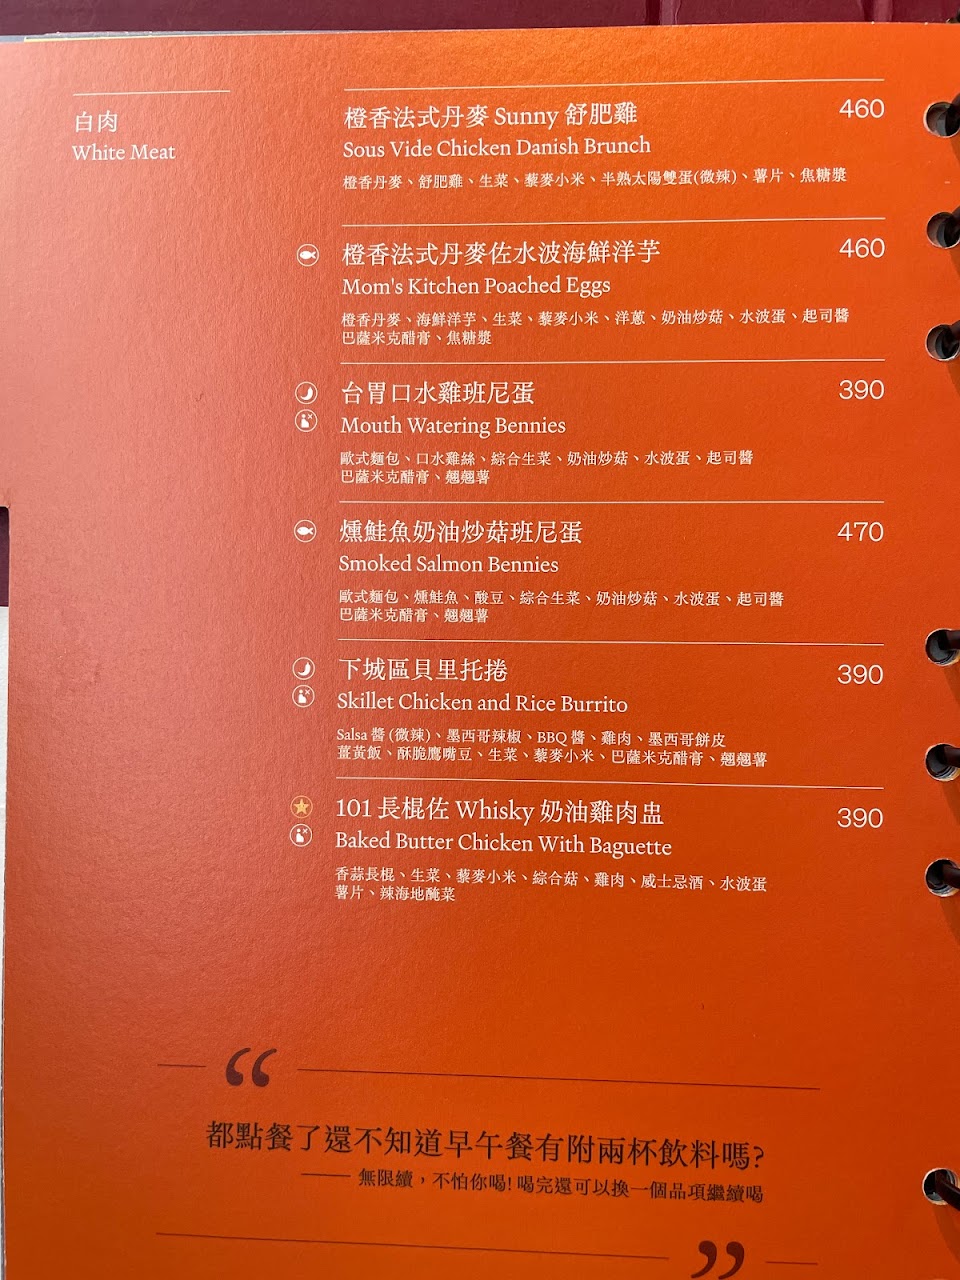 白肉
White Meat
橙香法式丹麥 Sunny 舒肥雞 460
Sous Vide Chicken Danish Brunch
橙香丹麥、舒肥雞、生菜、藜麥小米、半熟太陽雙蛋(微辣)、薯片、焦糖漿
橙香法式丹麥佐水波海鮮洋芋 460
Mom's Kitchen Poached Eggs
橙香丹麥、海鮮洋芋、生菜、藜麥小米、洋蔥、奶油炒菇、水波蛋、起司醬
巴薩米克醋膏、焦糖漿
台胃口水雞班尼蛋 390
Mouth Watering Bennies
歐式麵包、口水雞絲、綜合生菜、奶油炒菇、水波蛋、起司醬
巴薩米克醋膏、翹翹薯
燻鮭魚奶油炒菇班尼蛋 470
Smoked Salmon Bennies
歐式麵包、燻鮭魚、酸豆、綜合生菜、奶油炒菇、水波蛋、起司醬
巴薩米克醋膏、翹翹薯
下城區貝里托捲 390
Skillet Chicken and Rice Burrito
Salsa 醬 (微辣)、墨西哥辣椒、BBQ 醬、雞肉、墨西哥餅皮
薑黃飯、酥脆鷹嘴豆、生菜、藜麥小米、巴薩米克醋膏、翹翹薯
101 長棍佐 Whisky 奶油雞肉盅 390
Baked Butter Chicken With Baguette
香蒜長棍、生菜、藜麥小米、綜合菇、雞肉、威士忌酒、水波蛋
薯片、辣海地醃菜
“
都點餐了還不知道早午餐有附兩杯飲料嗎?
—— 無限續，不怕你喝! 喝完還可以換一個品項繼續喝
”